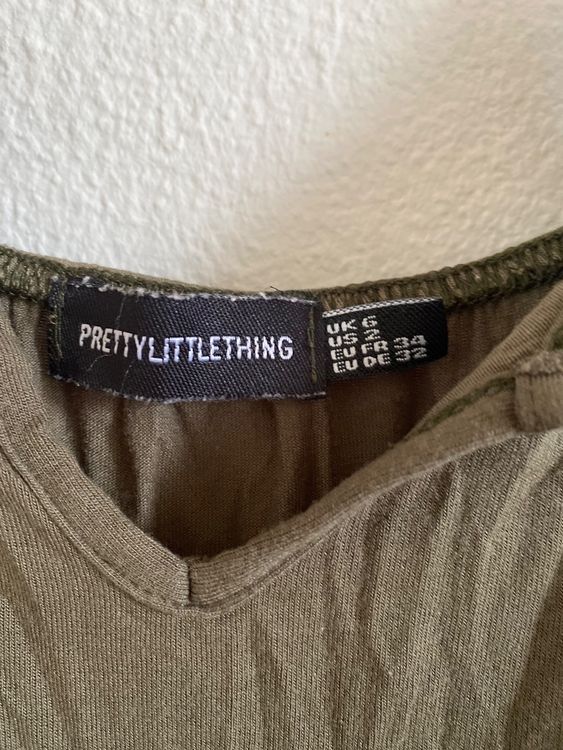 PRETTYLITTLETHING
UK 6
US 2
EU FR 34
EU DE 32